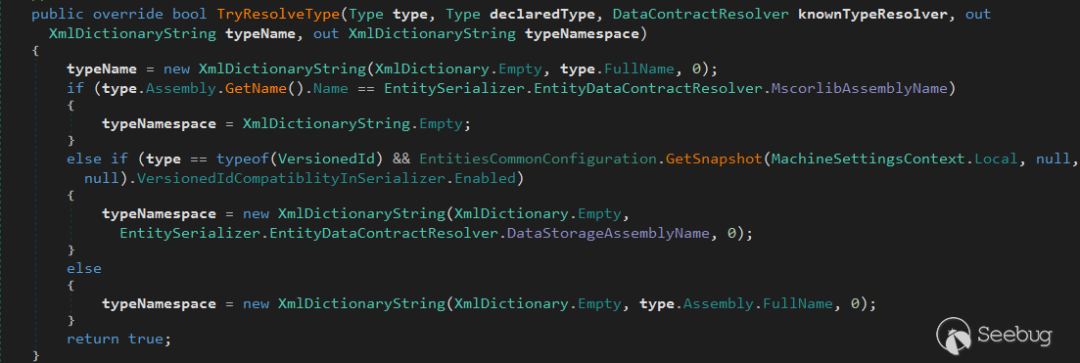 public override bool TryResolveType(Type type, Type declaredType, DataContractResolver knownTypeResolver, out
XmlDictionaryString typeName, out XmlDictionaryString typeNamespace)
{
typeName = new XmlDictionaryString(XmlDictionary.Empty, type.FullName, 0);
if (type.Assembly.GetName().Name == EntitySerializer.EntityDataContractResolver.MscorlibAssemblyName)
{
typeNamespace = XmlDictionaryString.Empty;
}
else if (type == typeof(VersionedId) && EntitiesCommonConfiguration.GetSnapshot(MachineSettingsContext.Local, null,
null).VersionedIdCompatiblityInSerializer.Enabled)
{
typeNamespace = new XmlDictionaryString(XmlDictionary.Empty,
EntitySerializer.EntityDataContractResolver.DataStorageAssemblyName, 0);
}
else
{
typeNamespace = new XmlDictionaryString(XmlDictionary.Empty, type.Assembly.FullName, 0);
}
return true;
}
Seebug